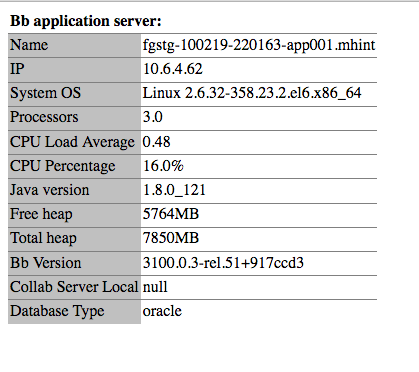 Bb application server:
Name fgstg-100219-220163-app001.mhint
IP 10.6.4.62
System OS Linux 2.6.32-358.23.2.el6.x86_64
Processors 3.0
CPU Load Average 0.48
CPU Percentage 16.0%
Java version 1.8.0_121
Free heap 5764MB
Total heap 7850MB
Bb Version 3100.0.3-rel.51+917ccd3
Collab Server Local null
Database Type oracle